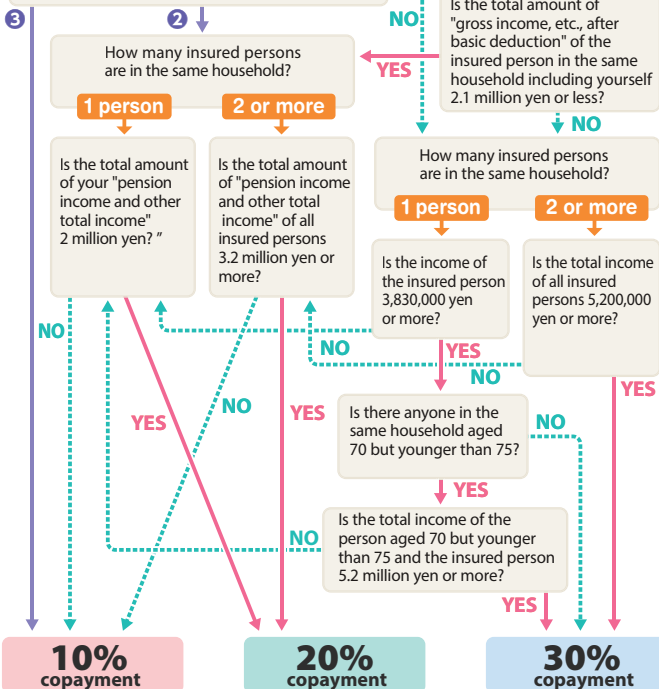 Is the total amount of
"gross income, etc., after
basic deduction" of the
insured person in the same
household including yourself
2.1 million yen or less?
❸
❷
NO
How many insured persons
are in the same household?
YES
NO
1 person
2 or more
How many insured persons
are in the same household?
Is the total amount
of your "pension
income and other
total income"
2 million yen? ”
Is the total amount
of "pension income
and other total
income" of all
insured persons
3.2 million yen or
more?
1 person
2 or more
Is the income of
the insured person
3,830,000 yen
or more?
Is the total income
of all insured
persons 5,200,000
yen or more?
NO
NO
YES
NO
YES
YES
NO
YES
Is there anyone in the
same household aged
70 but younger than 75?
NO
YES
Is the total income of the
person aged 70 but younger
than 75 and the insured person
5.2 million yen or more?
NO
YES
10%
copayment
20%
copayment
30%
copayment